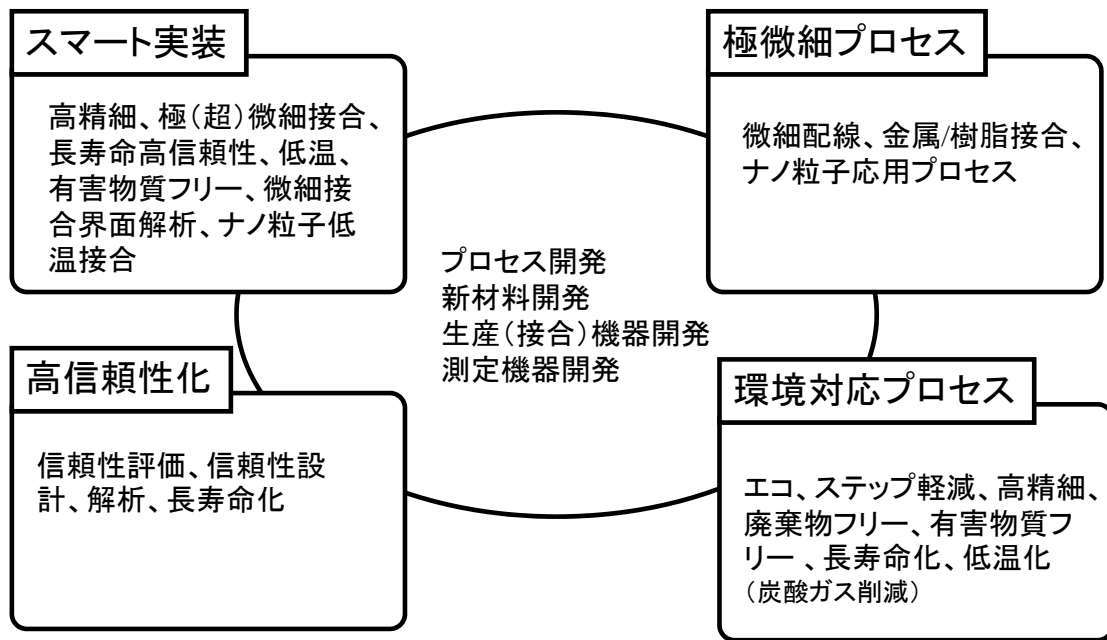 スマート実装
高精細、極（超）微細接合、
長寿命高信頼性、低温、
有害物質フリー、微細接
合界面解析、ナノ粒子低
温接合
極微細プロセス
微細配線、金属/樹脂接合、
ナノ粒子応用プロセス
プロセス開発
新材料開発
生産（接合）機器開発
測定機器開発
高信頼性化
信頼性評価、信頼性設
計、解析、長寿命化
環境対応プロセス
エコ、ステップ軽減、高精細、
廃棄物フリー、有害物質フ
リー 、長寿命化、低温化
（炭酸ガス削減）